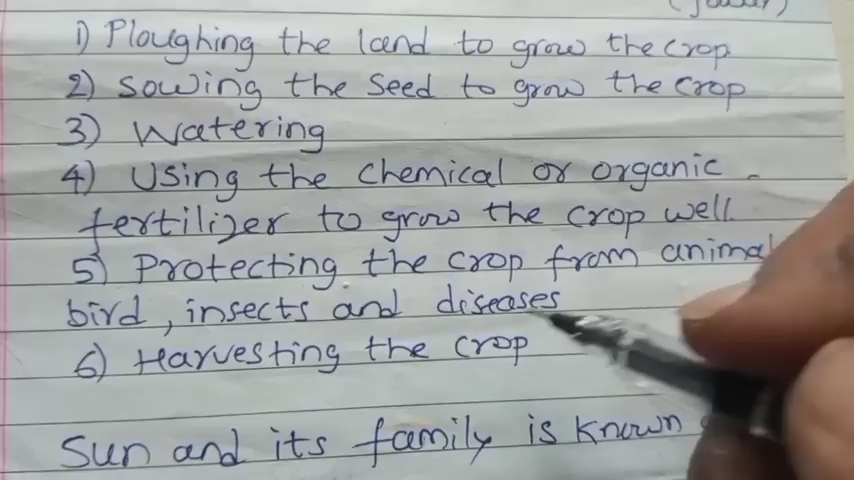 1) Ploughing the land to grow the crop
2) Sowing the seed to grow the crop
3) Watering
4) Using the chemical or organic
fertilizer to grow the crop well.
5) Protecting the crop from animal
bird, insects and diseases
6) Harvesting the crop
Sun and its family is known